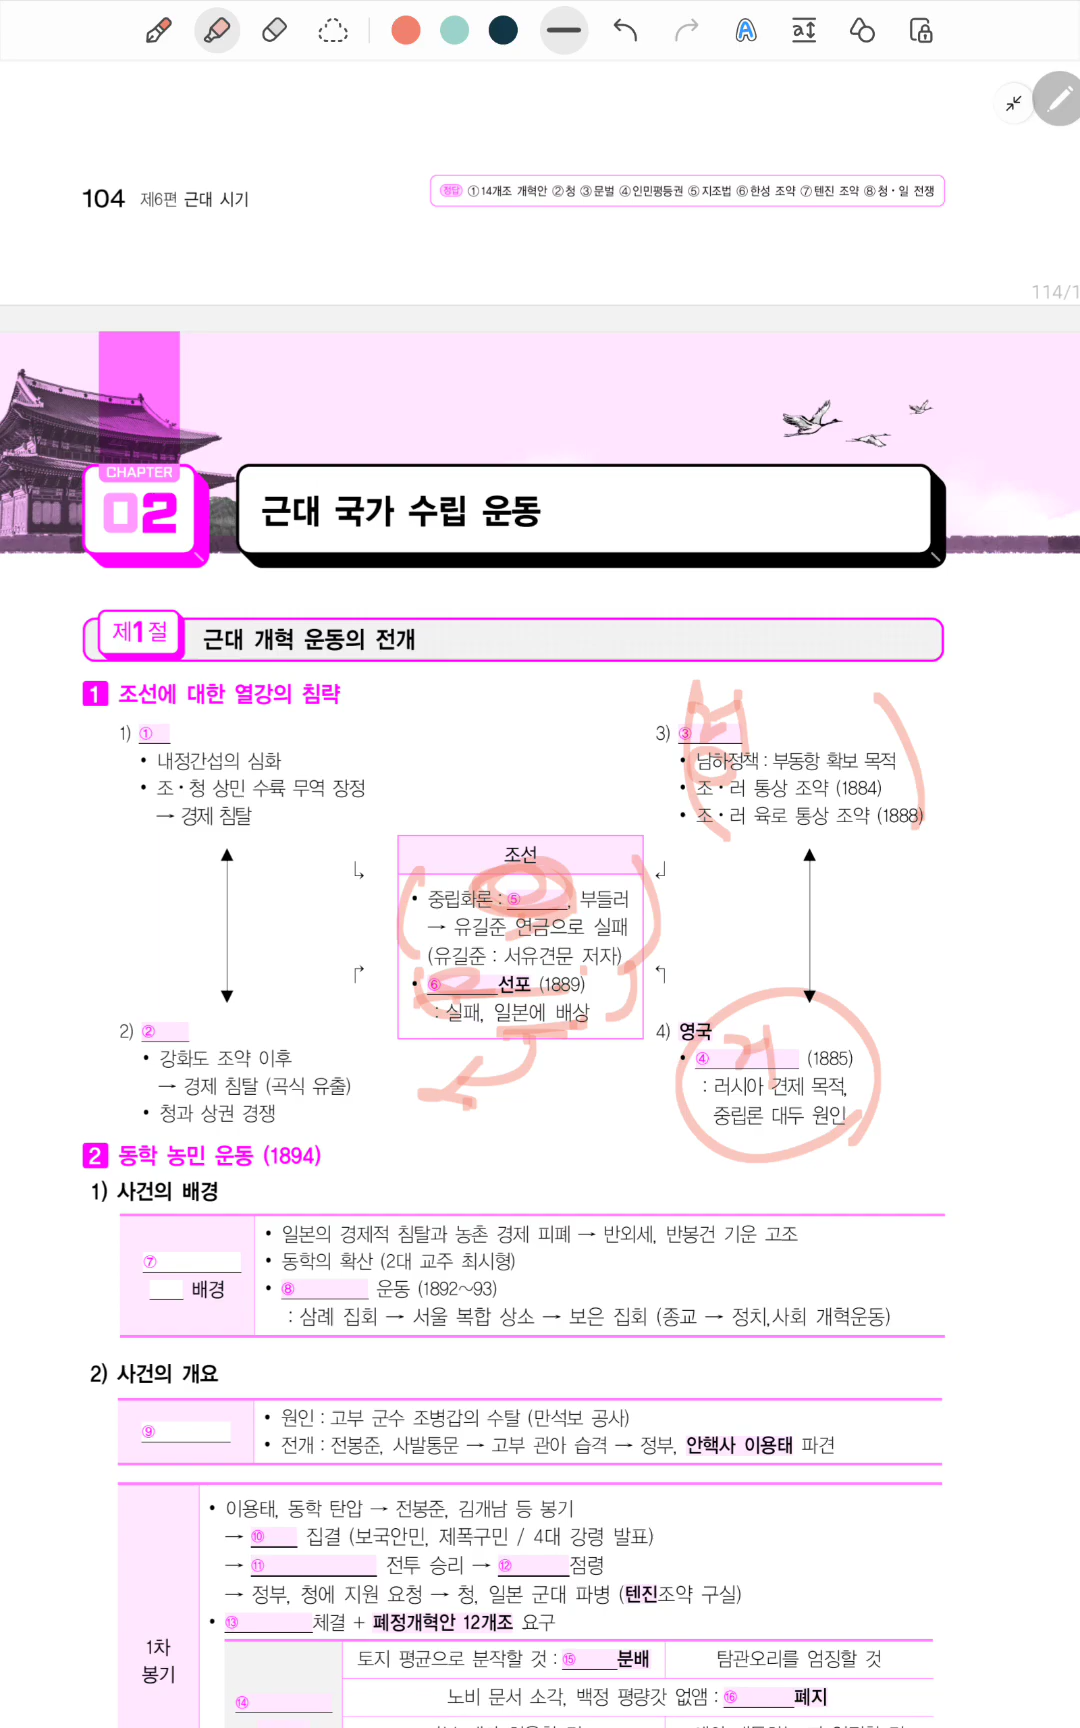 104 제6편 근대 시기
정답 ①14개조 개혁안 ②청 ③문벌 ④인민평등권 ⑤지조법 ⑥한성 조약 ⑦텐진 조약 ⑧청·일 전쟁
114/1
CHAPTER
02
근대 국가 수립 운동
제1절 근대 개혁 운동의 전개
1 조선에 대한 열강의 침략
1) ①
• 내정간섭의 심화
• 조·청 상민 수륙 무역 장정
→ 경제 침탈
3) ③
• 남하정책 : 부동항 확보 목적
• 조·러 통상 조약 (1884)
• 조·러 육로 통상 조약 (1888)
조선
• 중립화론 : ⑤, 부들러
→ 유길준 연금으로 실패
(유길준 : 서유견문 저자)
• ⑥ 선포 (1889)
: 실패, 일본에 배상
2) ②
• 강화도 조약 이후
→ 경제 침탈 (곡식 유출)
• 청과 상권 경쟁
4) 영국
• ④ (1885)
: 러시아 견제 목적,
중립론 대두 원인
2 동학 농민 운동 (1894)
1) 사건의 배경
⑦
배경
• 일본의 경제적 침탈과 농촌 경제 피폐 → 반외세, 반봉건 기운 고조
• 동학의 확산 (2대 교주 최시형)
• ⑧ 운동 (1892~93)
: 삼례 집회 → 서울 복합 상소 → 보은 집회 (종교 → 정치,사회 개혁운동)
2) 사건의 개요
⑨
• 원인 : 고부 군수 조병갑의 수탈 (만석보 공사)
• 전개 : 전봉준, 사발통문 → 고부 관아 습격 → 정부, 안핵사 이용태 파견
1차
봉기
• 이용태, 동학 탄압 → 전봉준, 김개남 등 봉기
→ ⑩ 집결 (보국안민, 제폭구민 / 4대 강령 발표)
→ ⑪ 전투 승리 → ⑫ 점령
→ 정부, 청에 지원 요청 → 청, 일본 군대 파병 (텐진조약 구실)
• ⑬ 체결 + 폐정개혁안 12개조 요구
⑭
토지 평균으로 분작할 것 : ⑮ 분배
탐관오리를 엄징할 것
노비 문서 소각, 백정 평량갓 없앰 : ⑯ 폐지